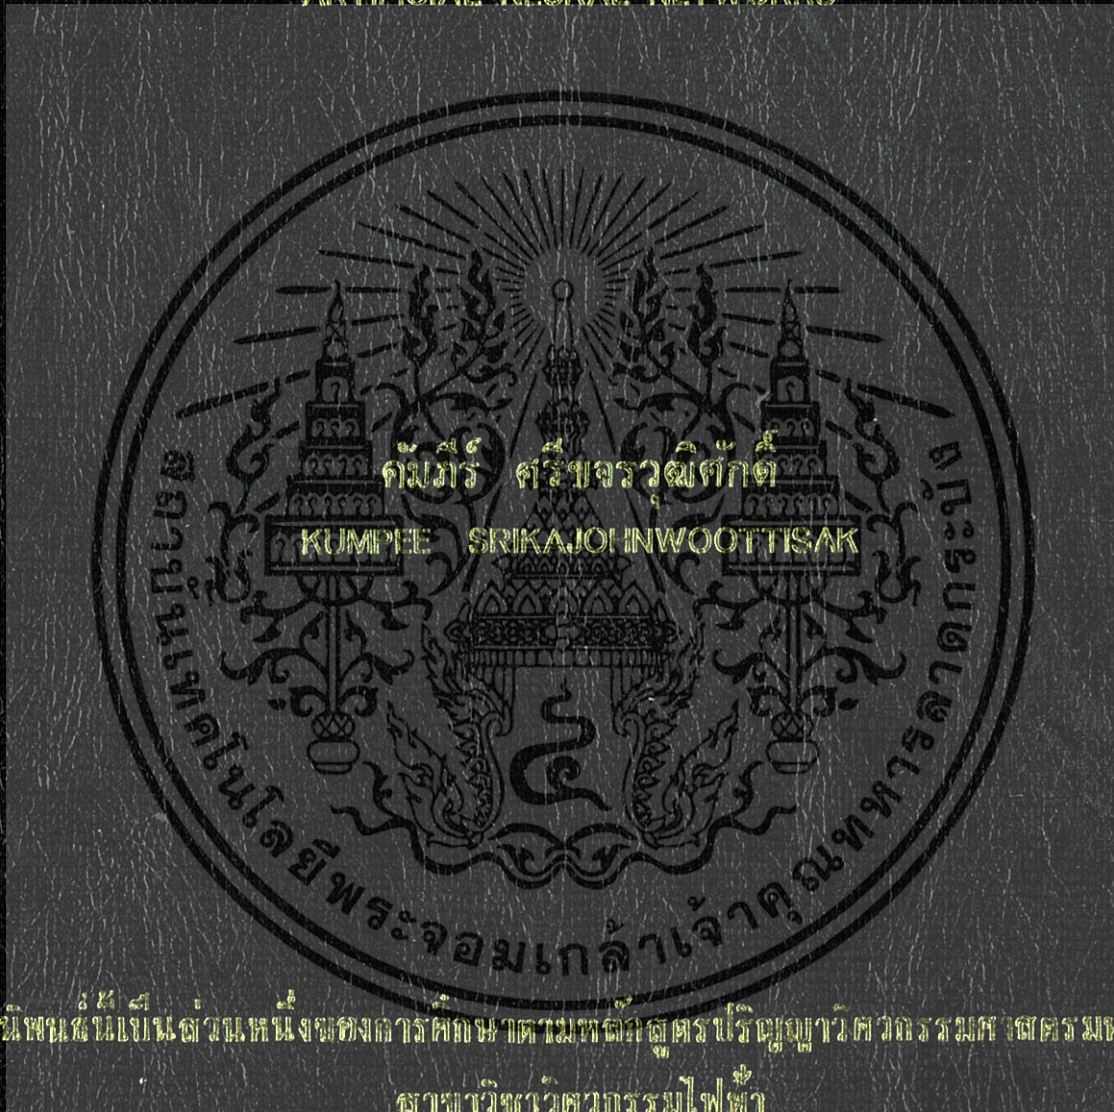 ARTIFICIAL NEURAL NETWORKS
คัมภีร์ ศรีขจรวุฒิศักดิ์
KUMPEE SRIKAJOHNWOOTTISAK
สถาบันเทคโนโลยีพระจอมเกล้าเจ้าคุณทหารลาดกระบัง
นิพนธ์นี้เป็นส่วนหนึ่งของการศึกษาตามหลักสูตรปริญญาวิศวกรรมศาสตรม
สาขาวิชาวิศวกรรมไฟฟ้า